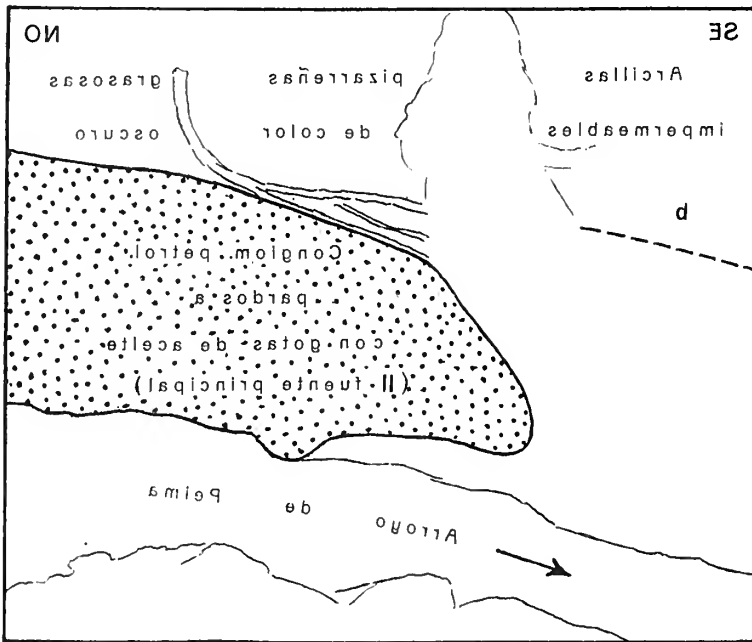 SE NO
Arcillas pizarreñas grasosas
impermeables de color oscuro
d
Congiom. petrol.
pardos a
con gotas de aceite
(II. fuente principal)
Arroyo de Peima